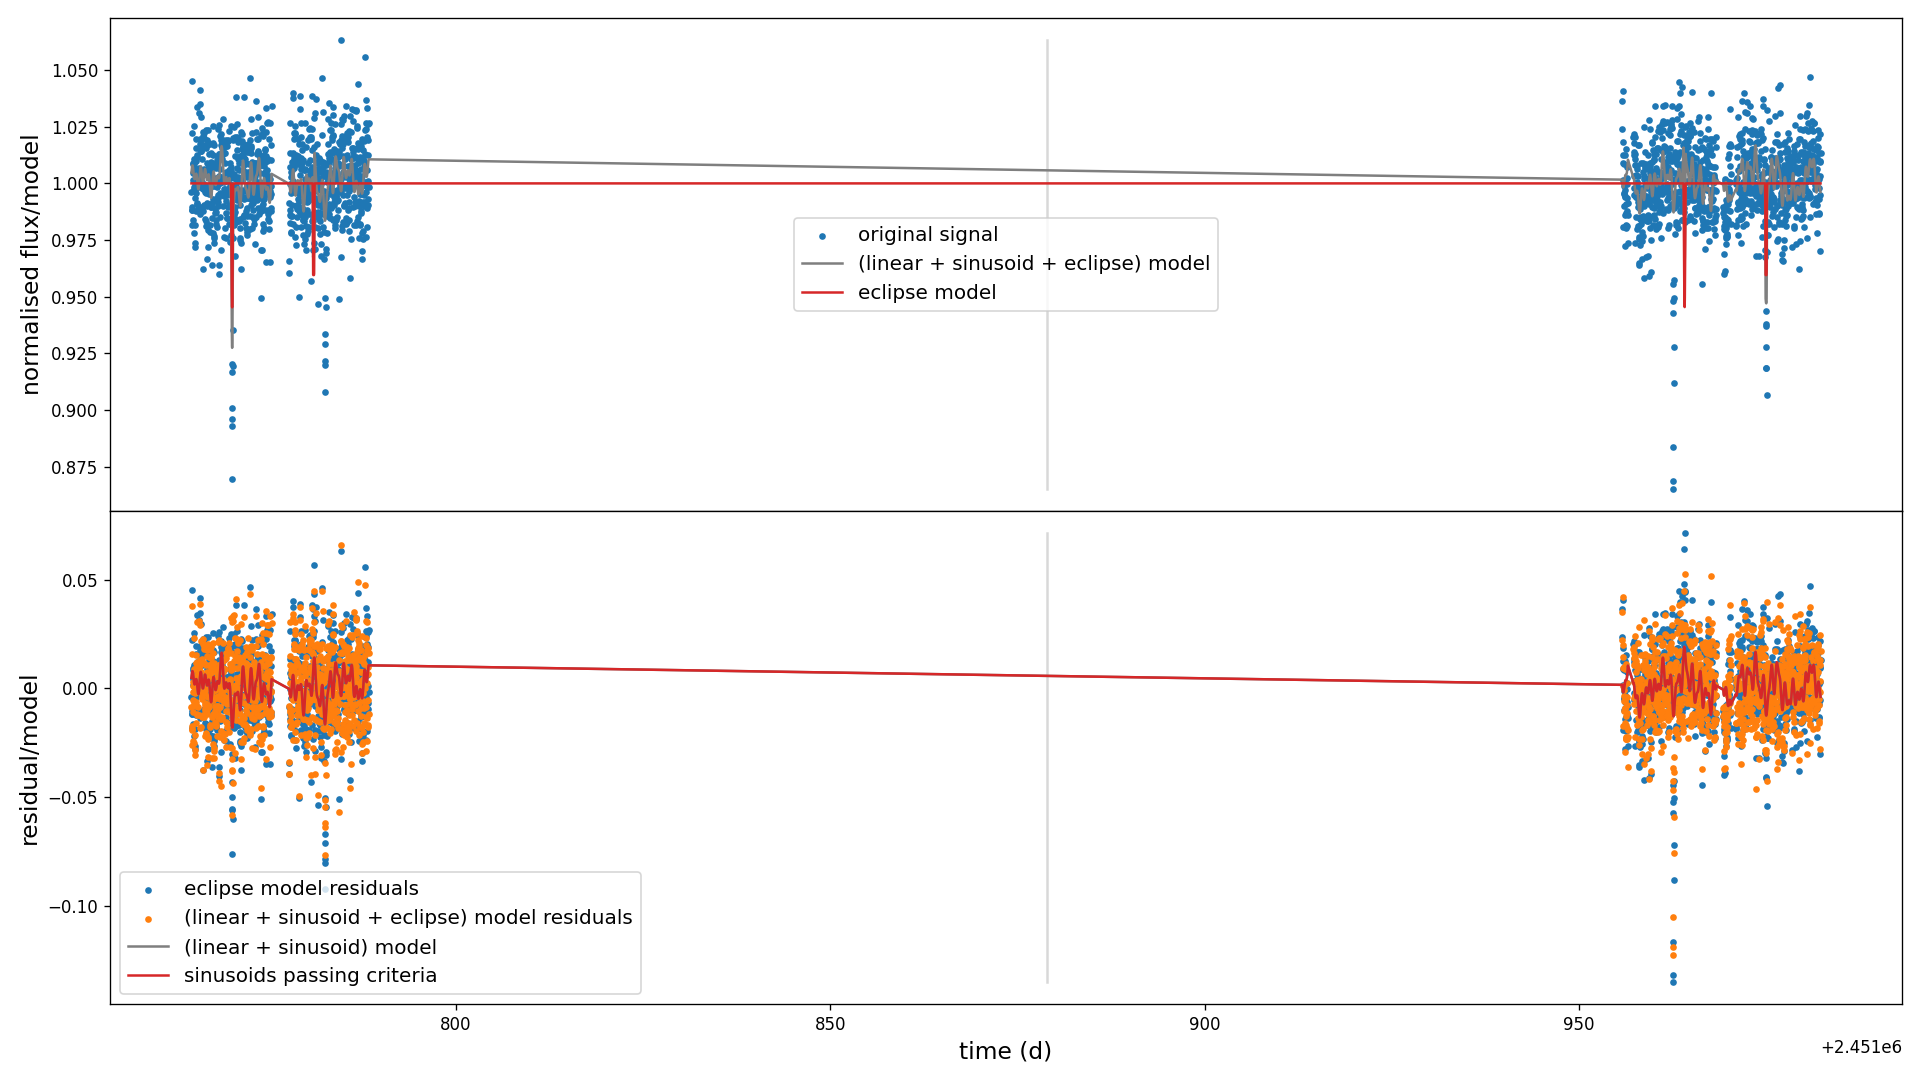 1.050
1.025
1.000
0.975
0.950
0.925
0.900
0.875
normalised flux/model
original signal
(linear + sinusoid + eclipse) model
eclipse model
0.05
0.00
−0.05
−0.10
residual/model
eclipse model residuals
(linear + sinusoid + eclipse) model residuals
(linear + sinusoid) model
sinusoids passing criteria
800
850
900
950
time (d)
+2.451e6